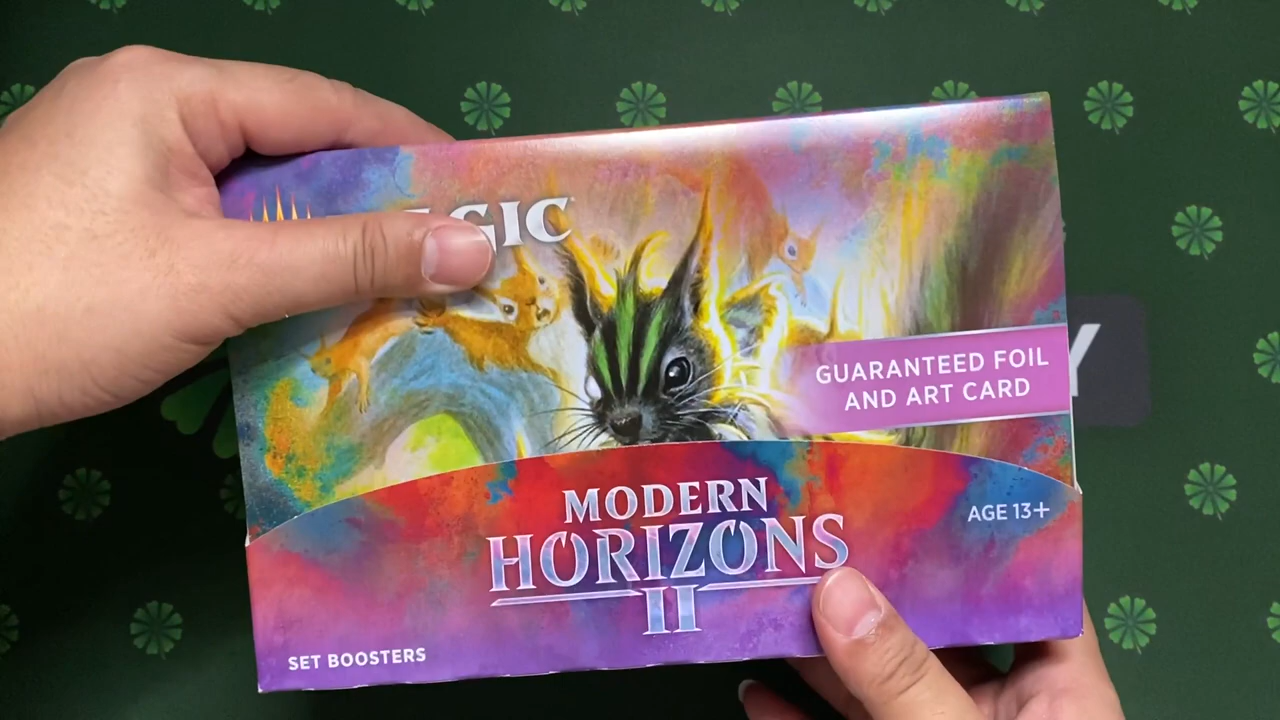 GIC
GUARANTEED FOIL
AND ART CARD
MODERN
HORIZONS
II
AGE 13+
SET BOOSTERS
Y